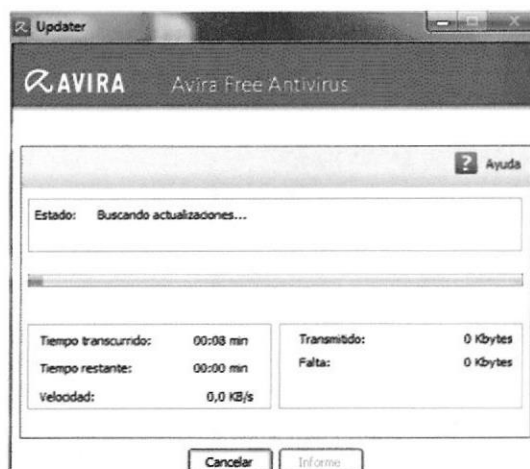 Updater
AVIRA Avira Free Antivirus
? Ayuda
Estado: Buscando actualizaciones...
Tiempo transcurrido: 00:08 min
Tiempo restante: 00:00 min
Velocidad: 0,0 KB/s
Transmitido: 0 Kbytes
Falta: 0 Kbytes
Cancelar Informe